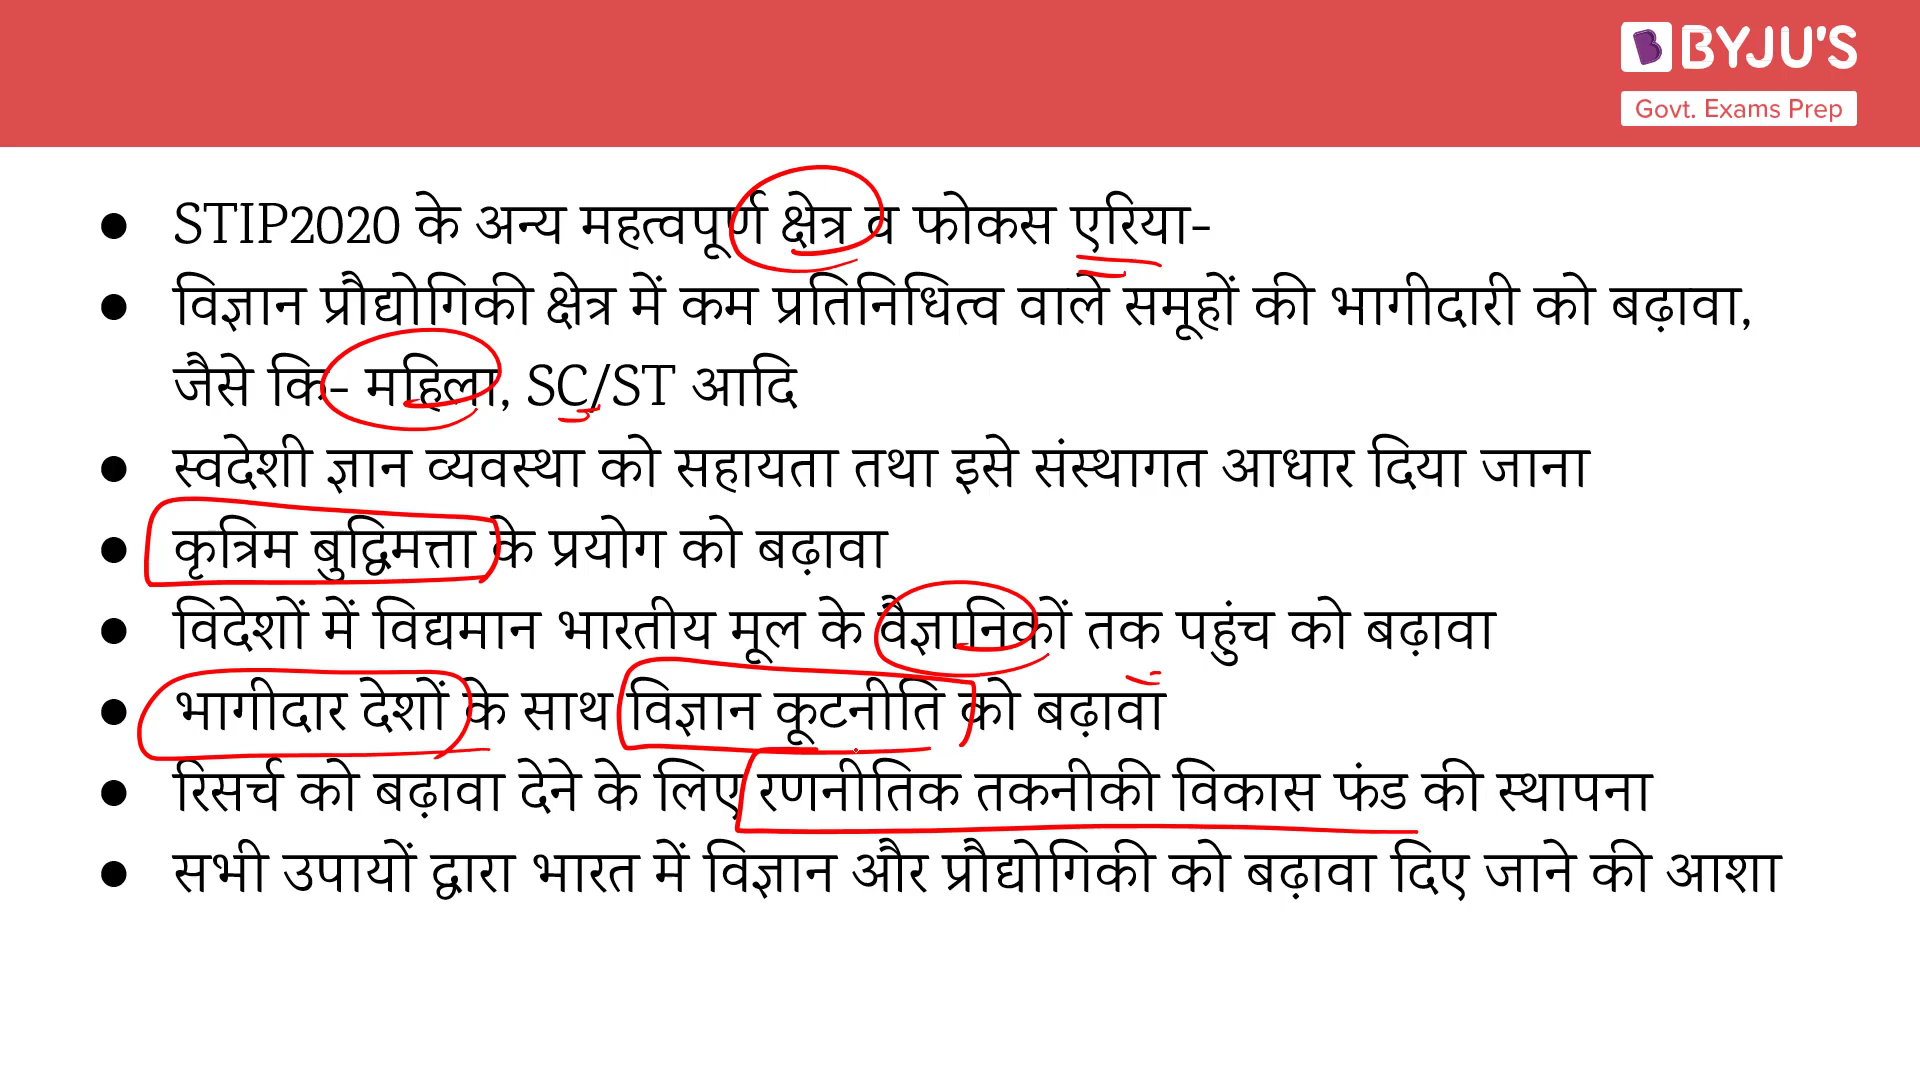 BYJU'S
Govt. Exams Prep
● STIP2020 के अन्य महत्वपूर्ण क्षेत्र व फोकस एरिया-
● विज्ञान प्रौद्योगिकी क्षेत्र में कम प्रतिनिधित्व वाले समूहों की भागीदारी को बढ़ावा,
जैसे कि- महिला, SC/ST आदि
● स्वदेशी ज्ञान व्यवस्था को सहायता तथा इसे संस्थागत आधार दिया जाना
● कृत्रिम बुद्धिमत्ता के प्रयोग को बढ़ावा
● विदेशों में विद्यमान भारतीय मूल के वैज्ञानिकों तक पहुंच को बढ़ावा
● भागीदार देशों के साथ विज्ञान कूटनीति को बढ़ावा
● रिसर्च को बढ़ावा देने के लिए रणनीतिक तकनीकी विकास फंड की स्थापना
● सभी उपायों द्वारा भारत में विज्ञान और प्रौद्योगिकी को बढ़ावा दिए जाने की आशा